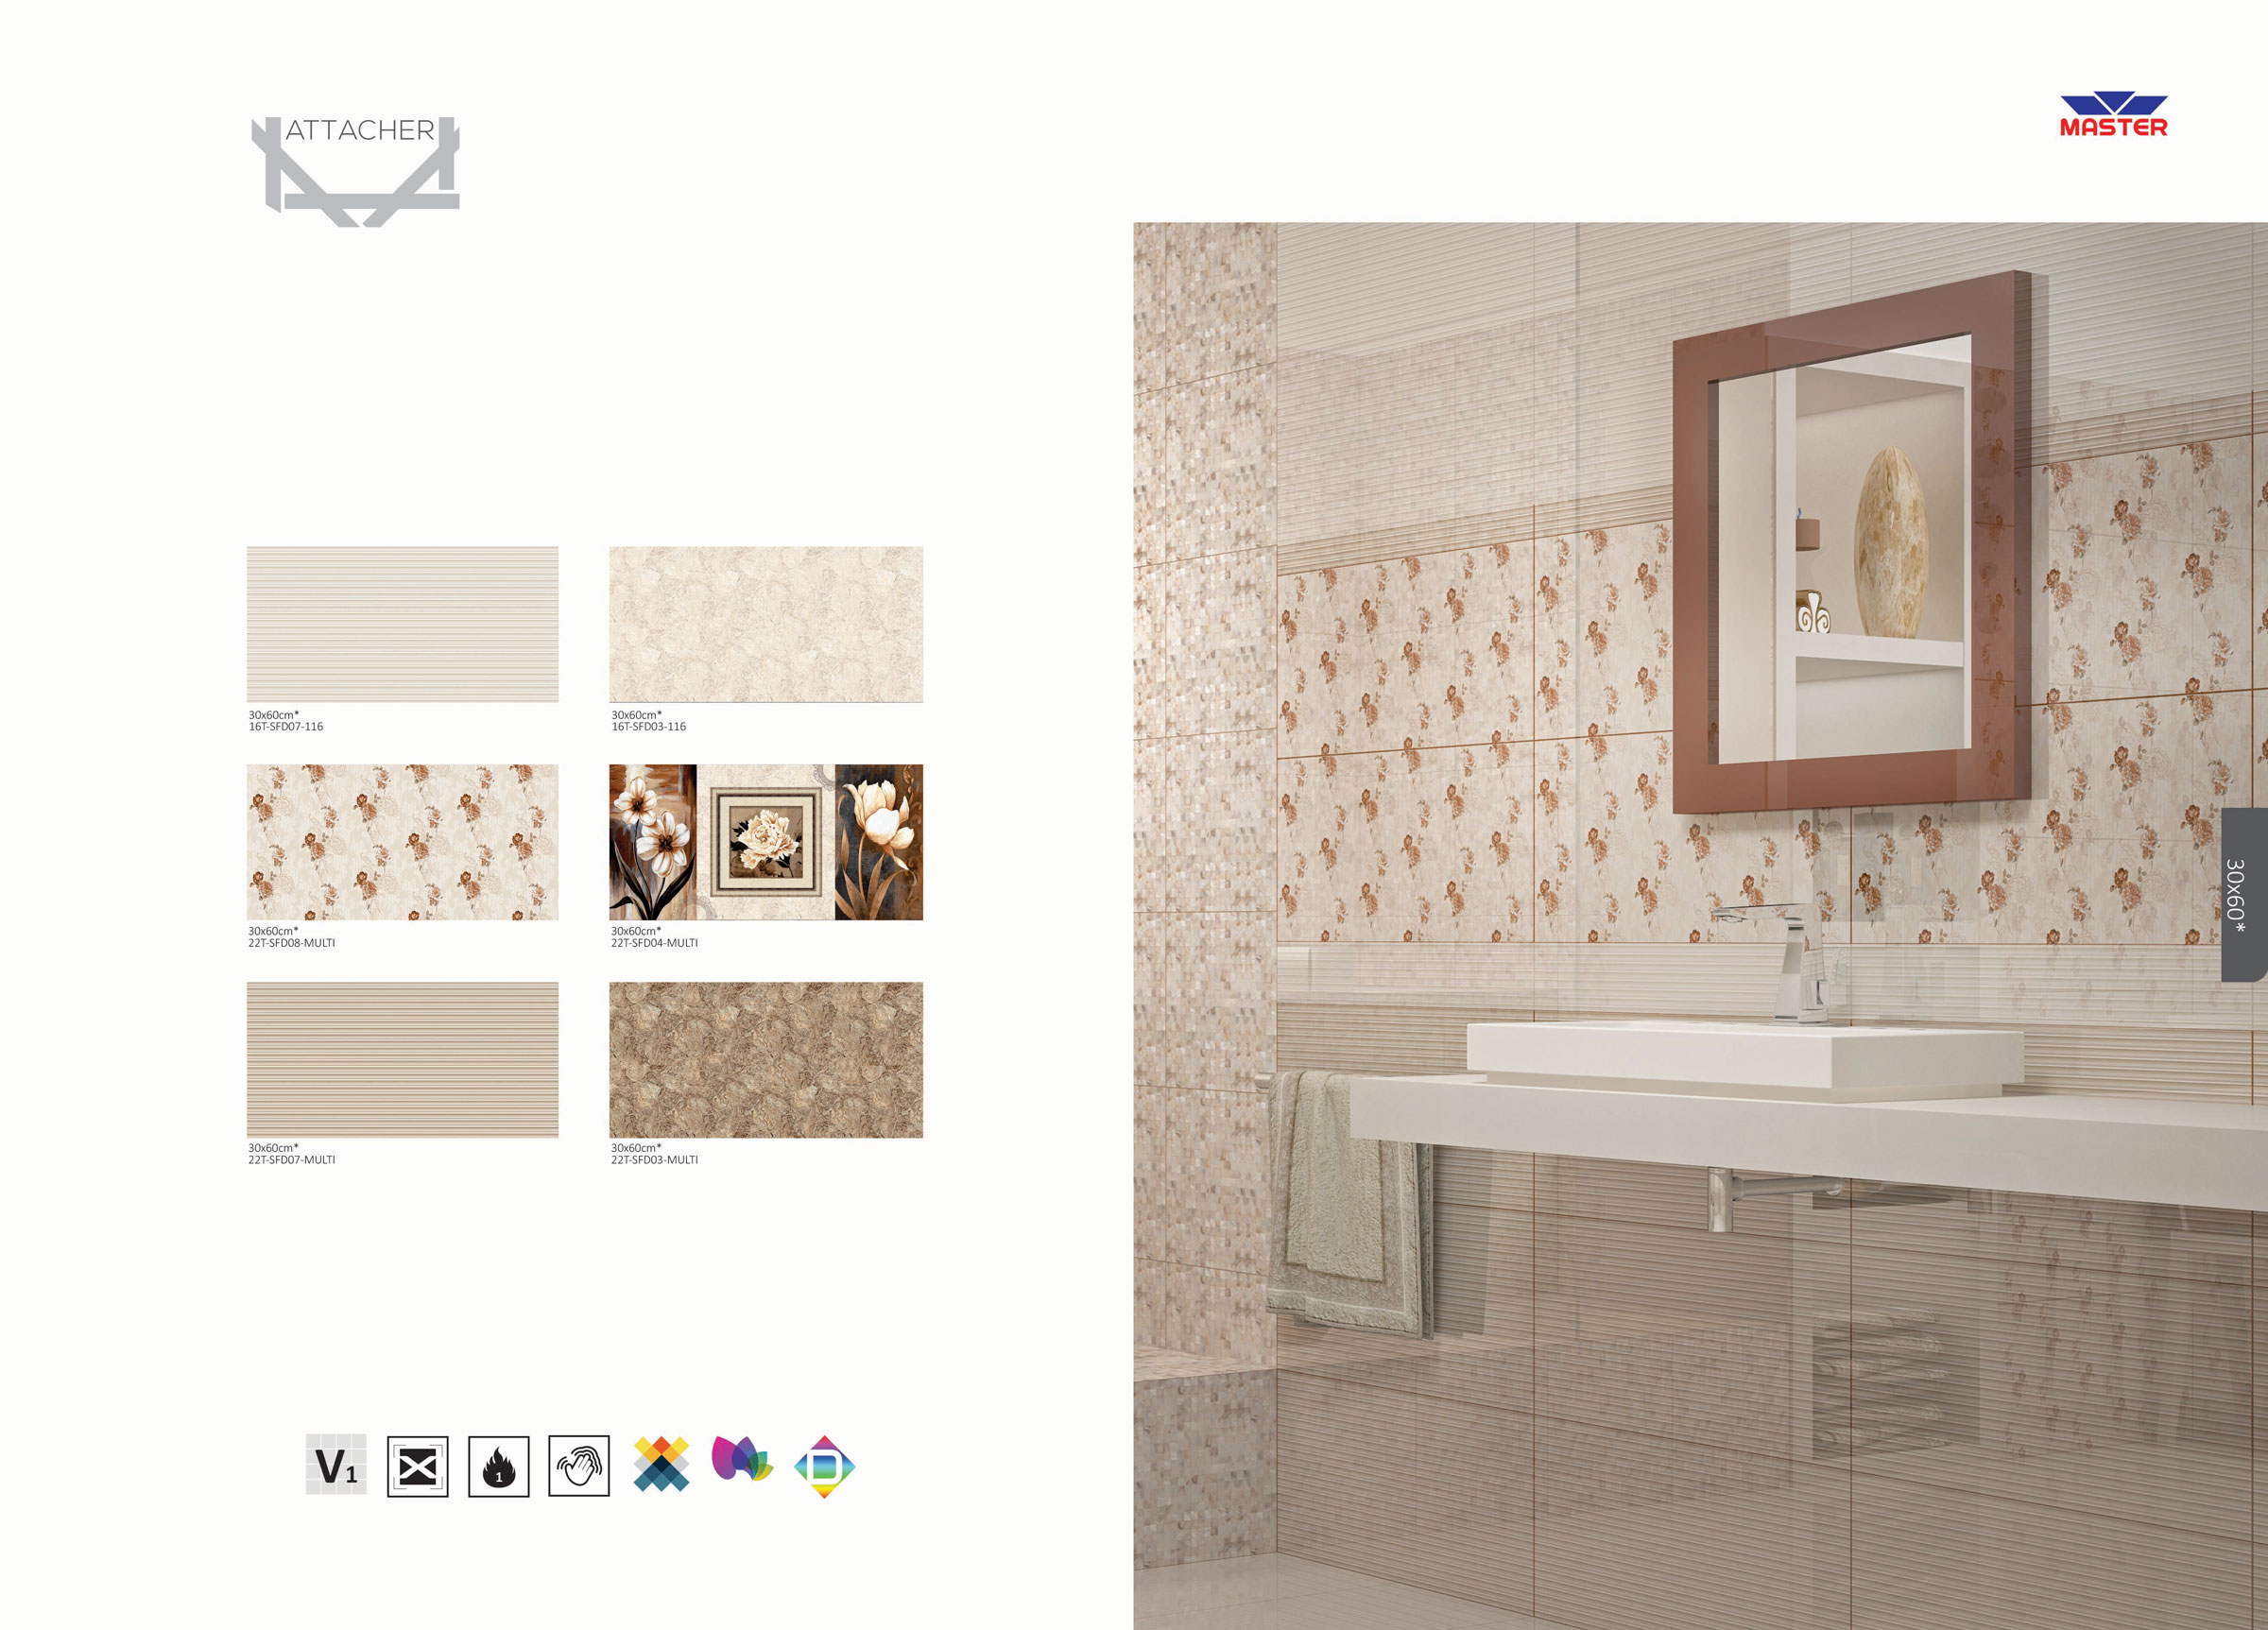 ATTACHER
MASTER
30x60cm*
16T-SFD07-116
30x60cm*
16T-SFD03-116
30x60cm*
22T-SFD08-MULTI
30x60cm*
22T-SFD04-MULTI
30x60cm*
22T-SFD07-MULTI
30x60cm*
22T-SFD03-MULTI
30x60*
V1
1
D